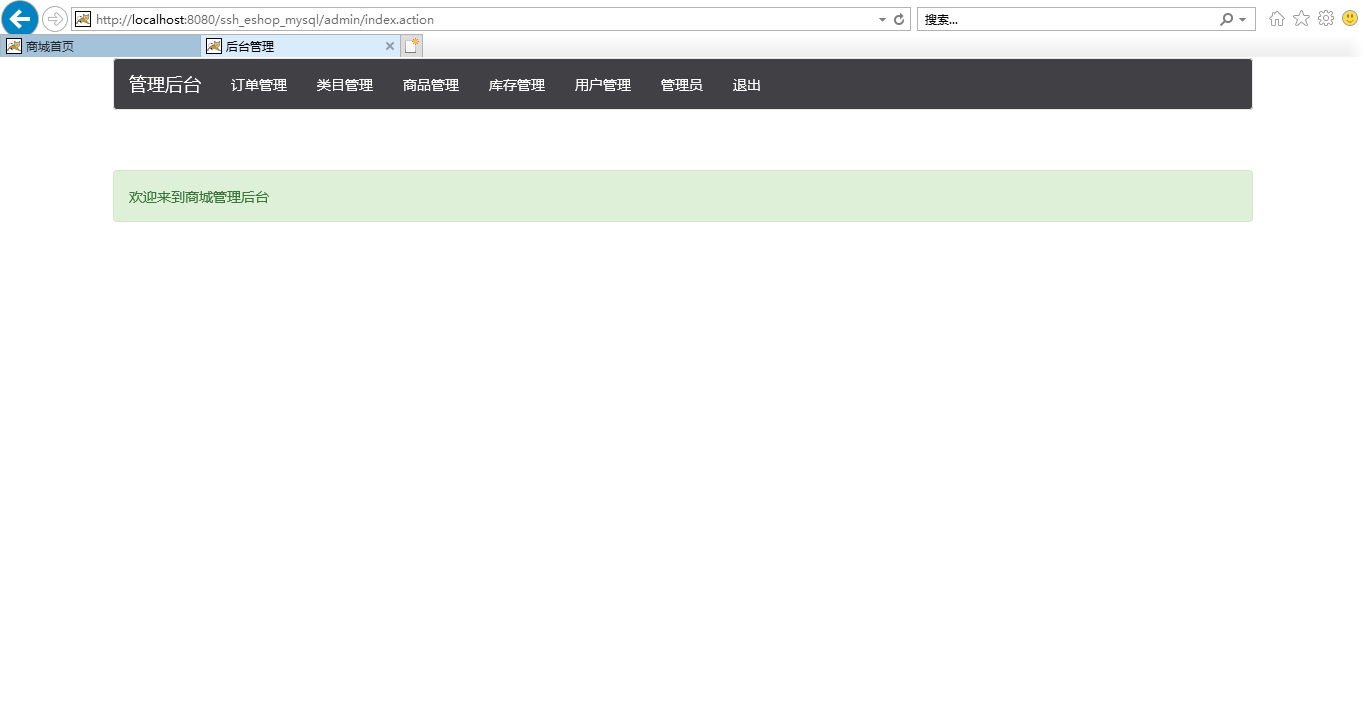 http://localhost:8080/ssh_eshop_mysql/admin/index.action 搜索...
商城首页 后台管理
管理后台 订单管理 类目管理 商品管理 库存管理 用户管理 管理员 退出
欢迎来到商城管理后台